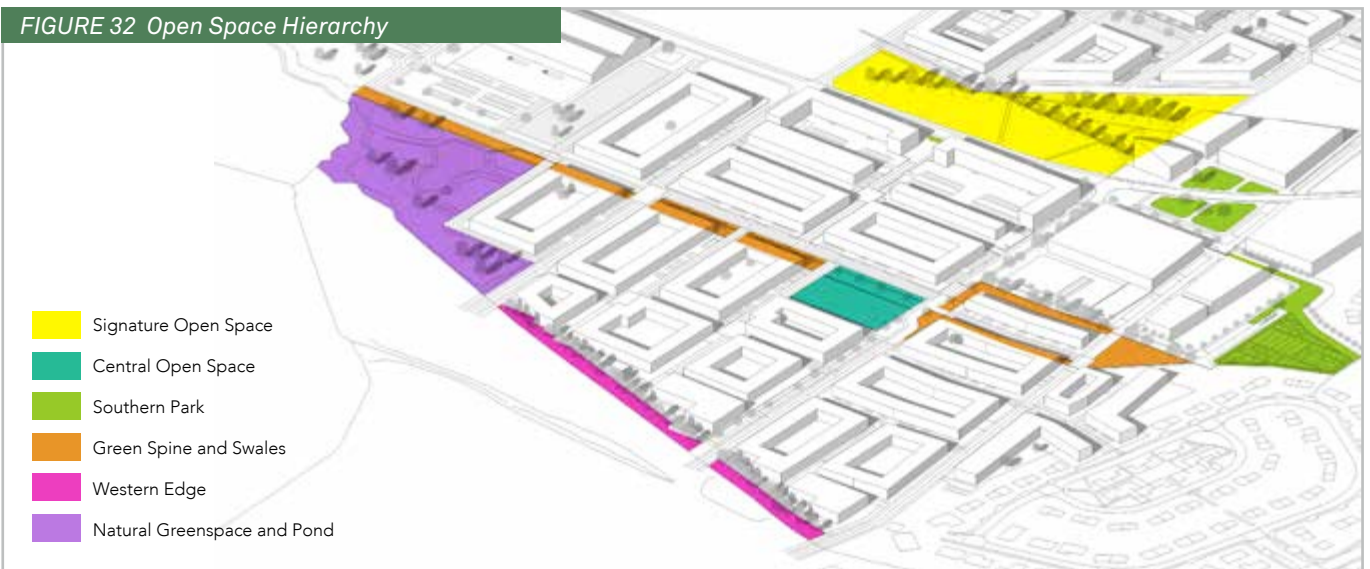 FIGURE 32 Open Space Hierarchy
Signature Open Space
Central Open Space
Southern Park
Green Spine and Swales
Western Edge
Natural Greenspace and Pond